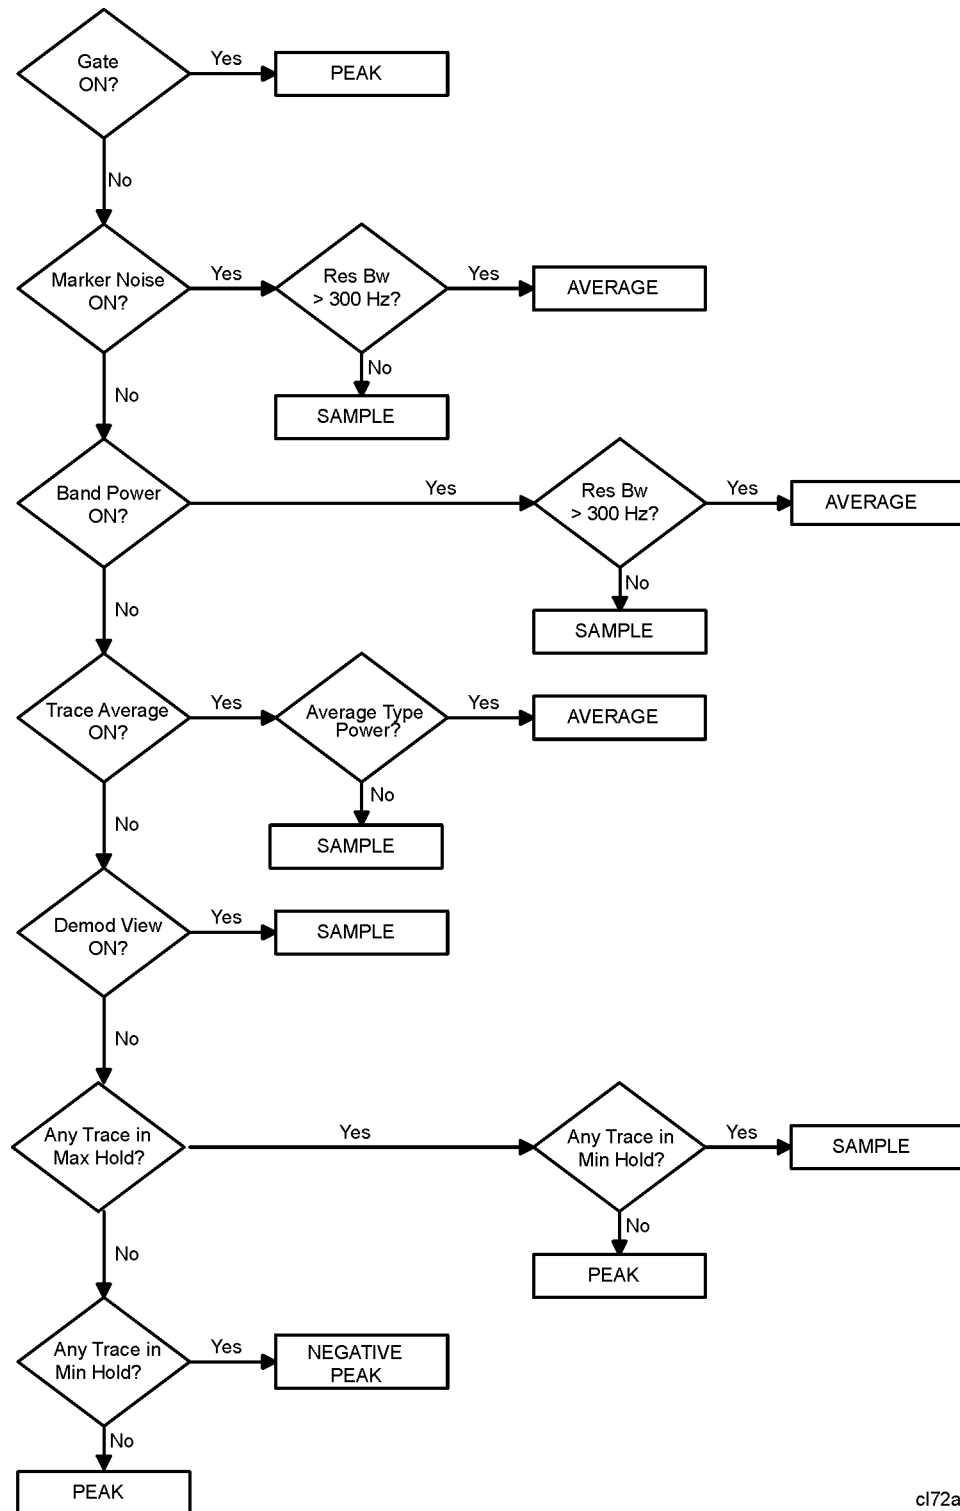 Gate
ON?
Yes
PEAK
No
Marker Noise
ON?
Yes
Res Bw
> 300 Hz?
Yes
AVERAGE
No
SAMPLE
No
Band Power
ON?
Yes
Res Bw
> 300 Hz?
Yes
AVERAGE
No
SAMPLE
No
Trace Average
ON?
Yes
Average Type
Power?
Yes
AVERAGE
No
SAMPLE
No
Demod View
ON?
Yes
SAMPLE
No
Any Trace in
Max Hold?
Yes
Any Trace in
Min Hold?
Yes
SAMPLE
No
PEAK
No
Any Trace in
Min Hold?
Yes
NEGATIVE
PEAK
No
PEAK
cl72a